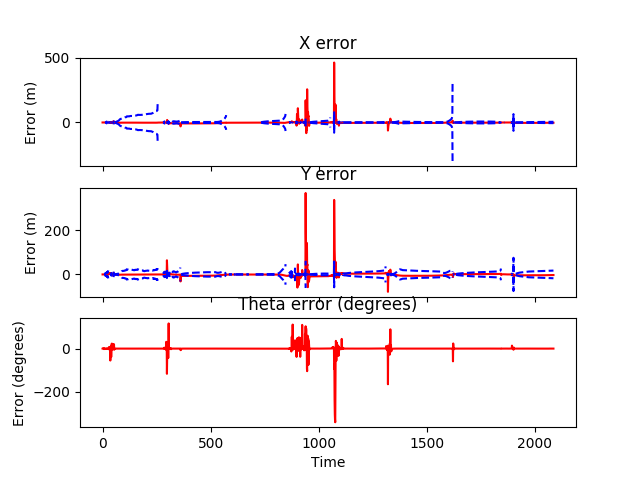 X error
500
0
Error (m)
Y error
200
0
Error (m)
Theta error (degrees)
0
−200
Error (degrees)
0 500 1000 1500 2000
Time